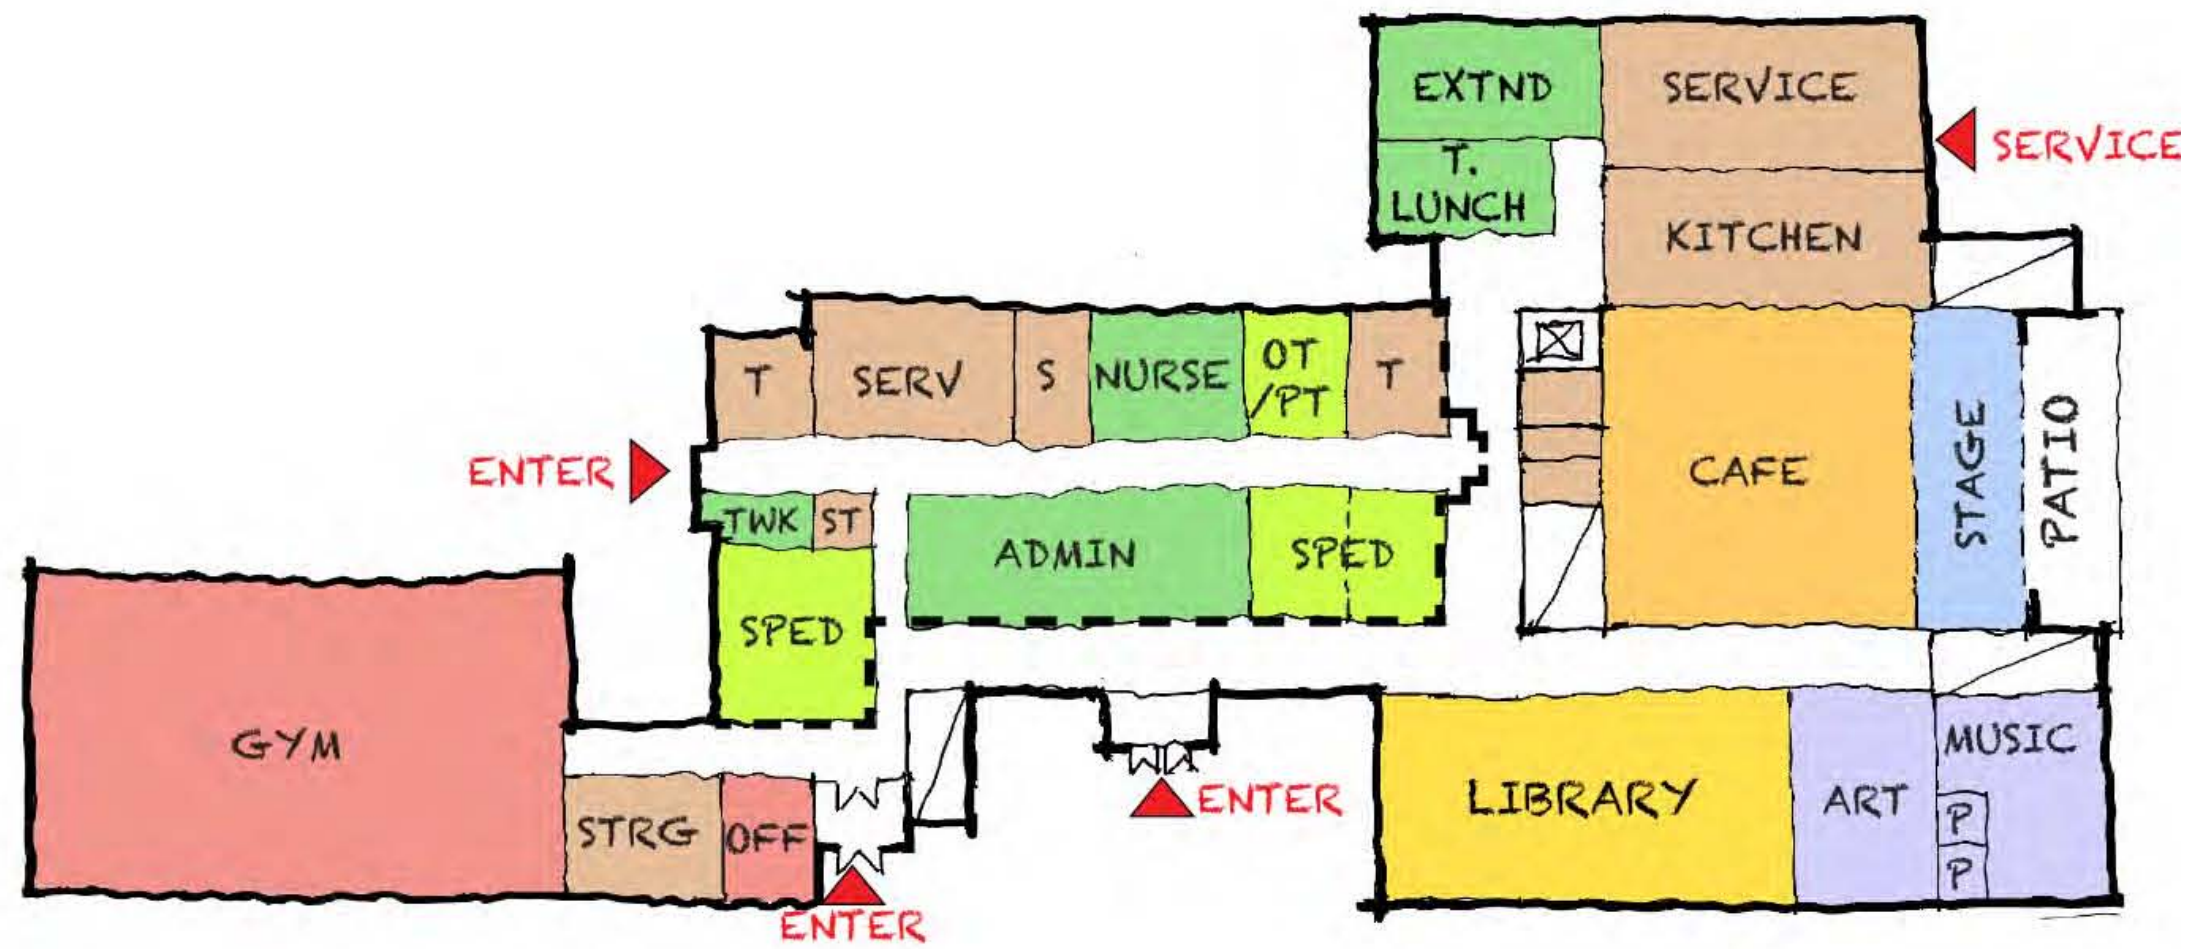 EXTND
SERVICE
SERVICE
T.
LUNCH
KITCHEN
T
SERV
S
NURSE
OT
/PT
T
ENTER
CAFE
STAGE
PATIO
TWK
ST
ADMIN
SPED
SPED
GYM
MUSIC
LIBRARY
ART
ENTER
P
STRG
OFF
P
ENTER